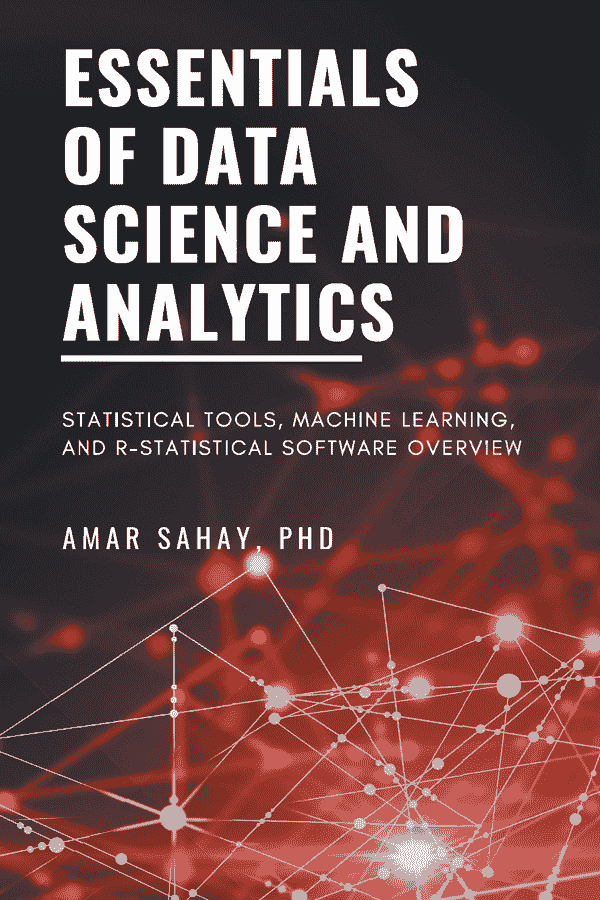 ESSENTIALS
OF DATA
SCIENCE AND
ANALYTICS
STATISTICAL TOOLS, MACHINE LEARNING,
AND R-STATISTICAL SOFTWARE OVERVIEW
AMAR SAHAY, PHD